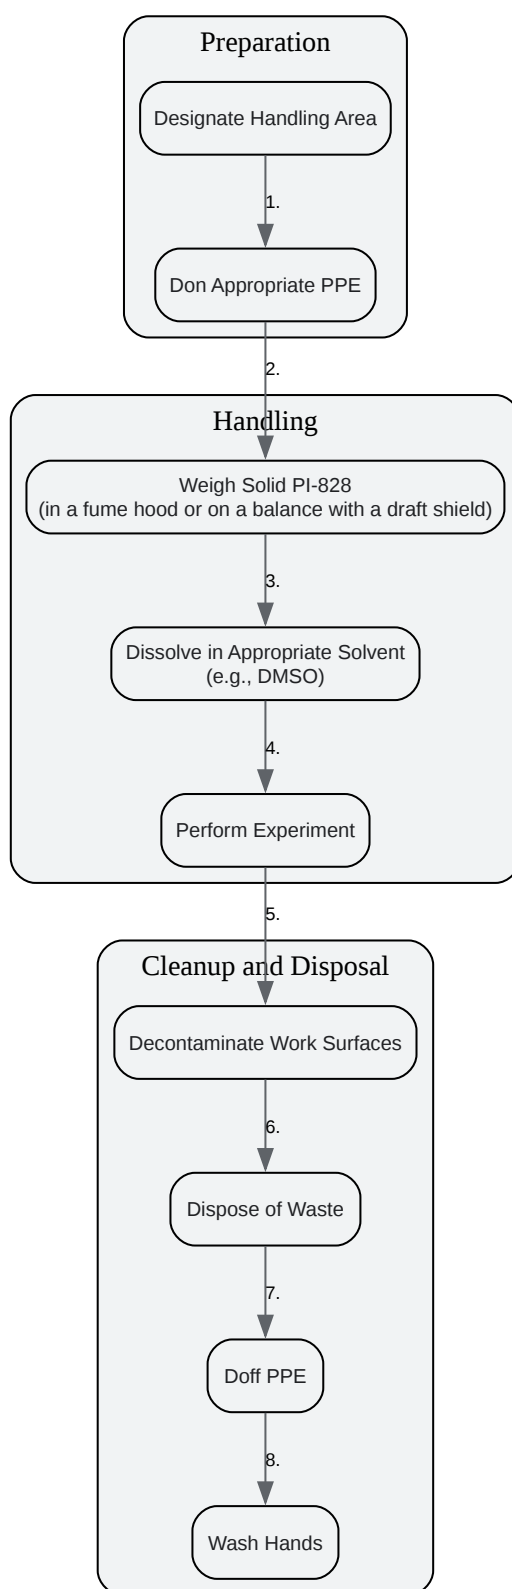 Preparation
Designate Handling Area
1.
Don Appropriate PPE
2.
Handling
Weigh Solid PI-828
(in a fume hood or on a balance with a draft shield)
3.
Dissolve in Appropriate Solvent
(e.g., DMSO)
4.
Perform Experiment
5.
Cleanup and Disposal
Decontaminate Work Surfaces
6.
Dispose of Waste
7.
Doff PPE
8.
Wash Hands